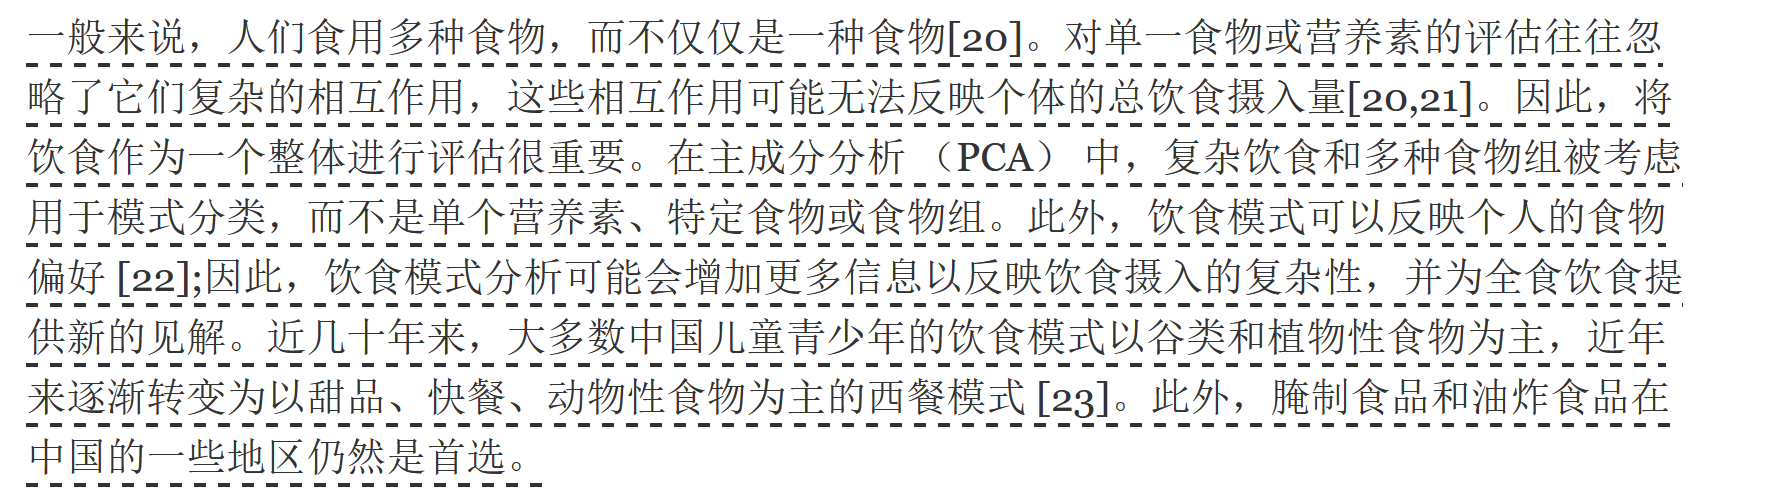 一般来说，人们食用多种食物，而不仅仅是一种食物[20]。对单一食物或营养素的评估往往忽
略了它们复杂的相互作用，这些相互作用可能无法反映个体的总饮食摄入量[20,21]。因此，将
饮食作为一个整体进行评估很重要。在主成分分析（PCA） 中，复杂饮食和多种食物组被考虑
用于模式分类，而不是单个营养素、特定食物或食物组。此外，饮食模式可以反映个人的食物
偏好 [22];因此，饮食模式分析可能会增加更多信息以反映饮食摄入的复杂性，并为全食饮食提
供新的见解。近几十年来，大多数中国儿童青少年的饮食模式以谷类和植物性食物为主，近年
来逐渐转变为以甜品、快餐、动物性食物为主的西餐模式 [23]。此外，腌制食品和油炸食品在
中国的一些地区仍然是首选。